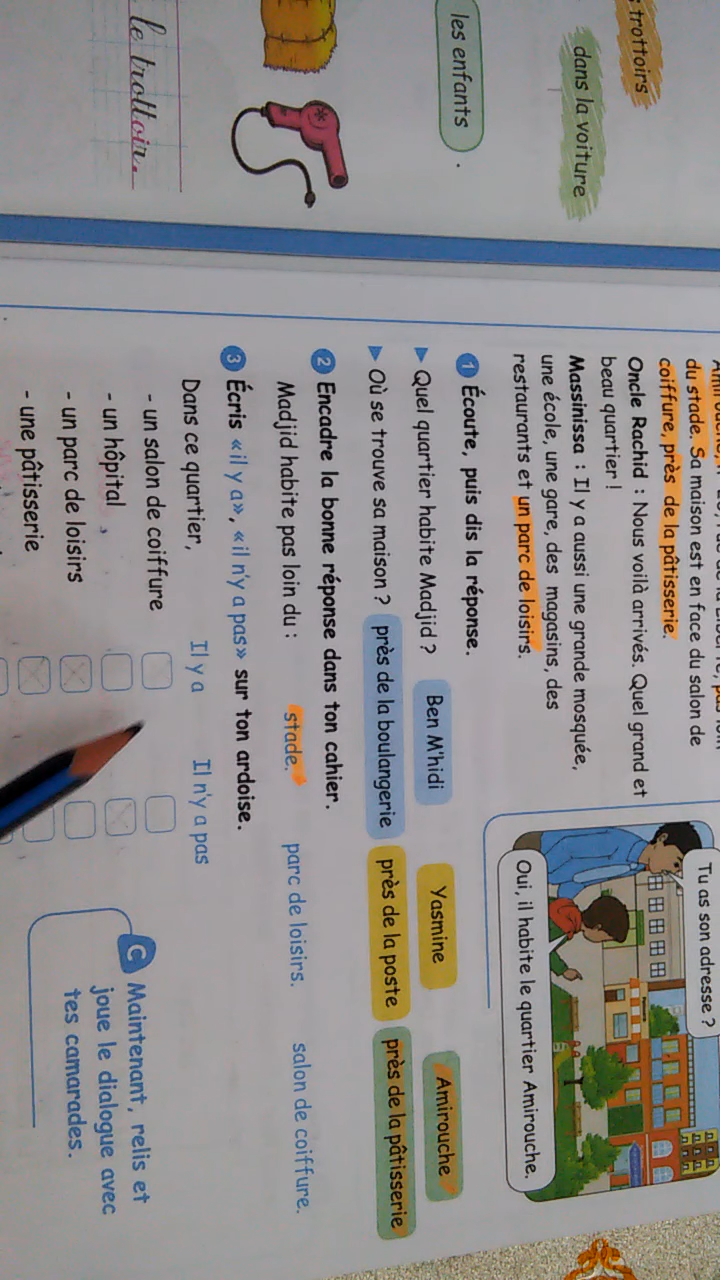 trottoirs
dans la voiture
les enfants .
le trottoir.
du stade. Sa maison est en face du salon de
coiffure, près de la pâtisserie.
Oncle Rachid : Nous voilà arrivés. Quel grand et
beau quartier !
Massinissa : Il y a aussi une grande mosquée,
une école, une gare, des magasins, des
restaurants et un parc de loisirs.
Tu as son adresse ?
Oui, il habite le quartier Amirouche.
1 Écoute, puis dis la réponse.
Quel quartier habite Madjid ? Ben M'hidi Yasmine Amirouche
Où se trouve sa maison ? près de la boulangerie près de la poste près de la pâtisserie
2 Encadre la bonne réponse dans ton cahier.
Madjid habite pas loin du : stade. parc de loisirs. salon de coiffure.
3 Écris «il y a», «il n'y a pas» sur ton ardoise.
Dans ce quartier, Il y a Il n'y a pas
- un salon de coiffure
- un hôpital
- un parc de loisirs
- une pâtisserie
C Maintenant, relis et
joue le dialogue avec
tes camarades.